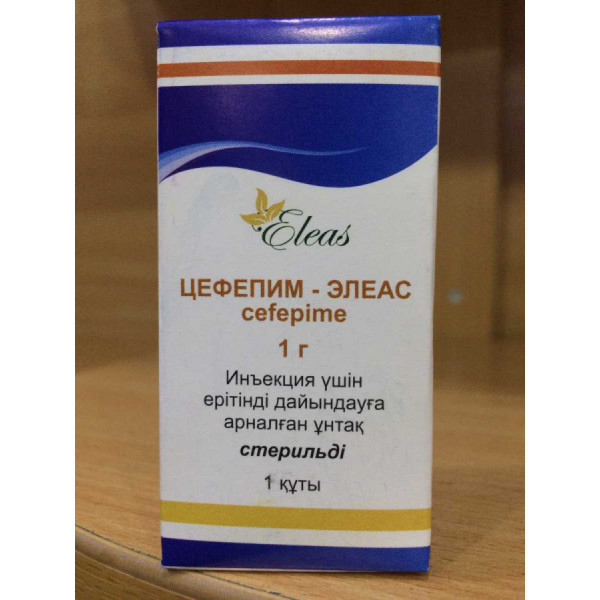 Eleas
ЦЕФЕПИМ - ЭЛЕАС
cefepime
1 г
Инъекция үшін
ерітінді дайындауға
арналған ұнтақ
стерильді
1 құты